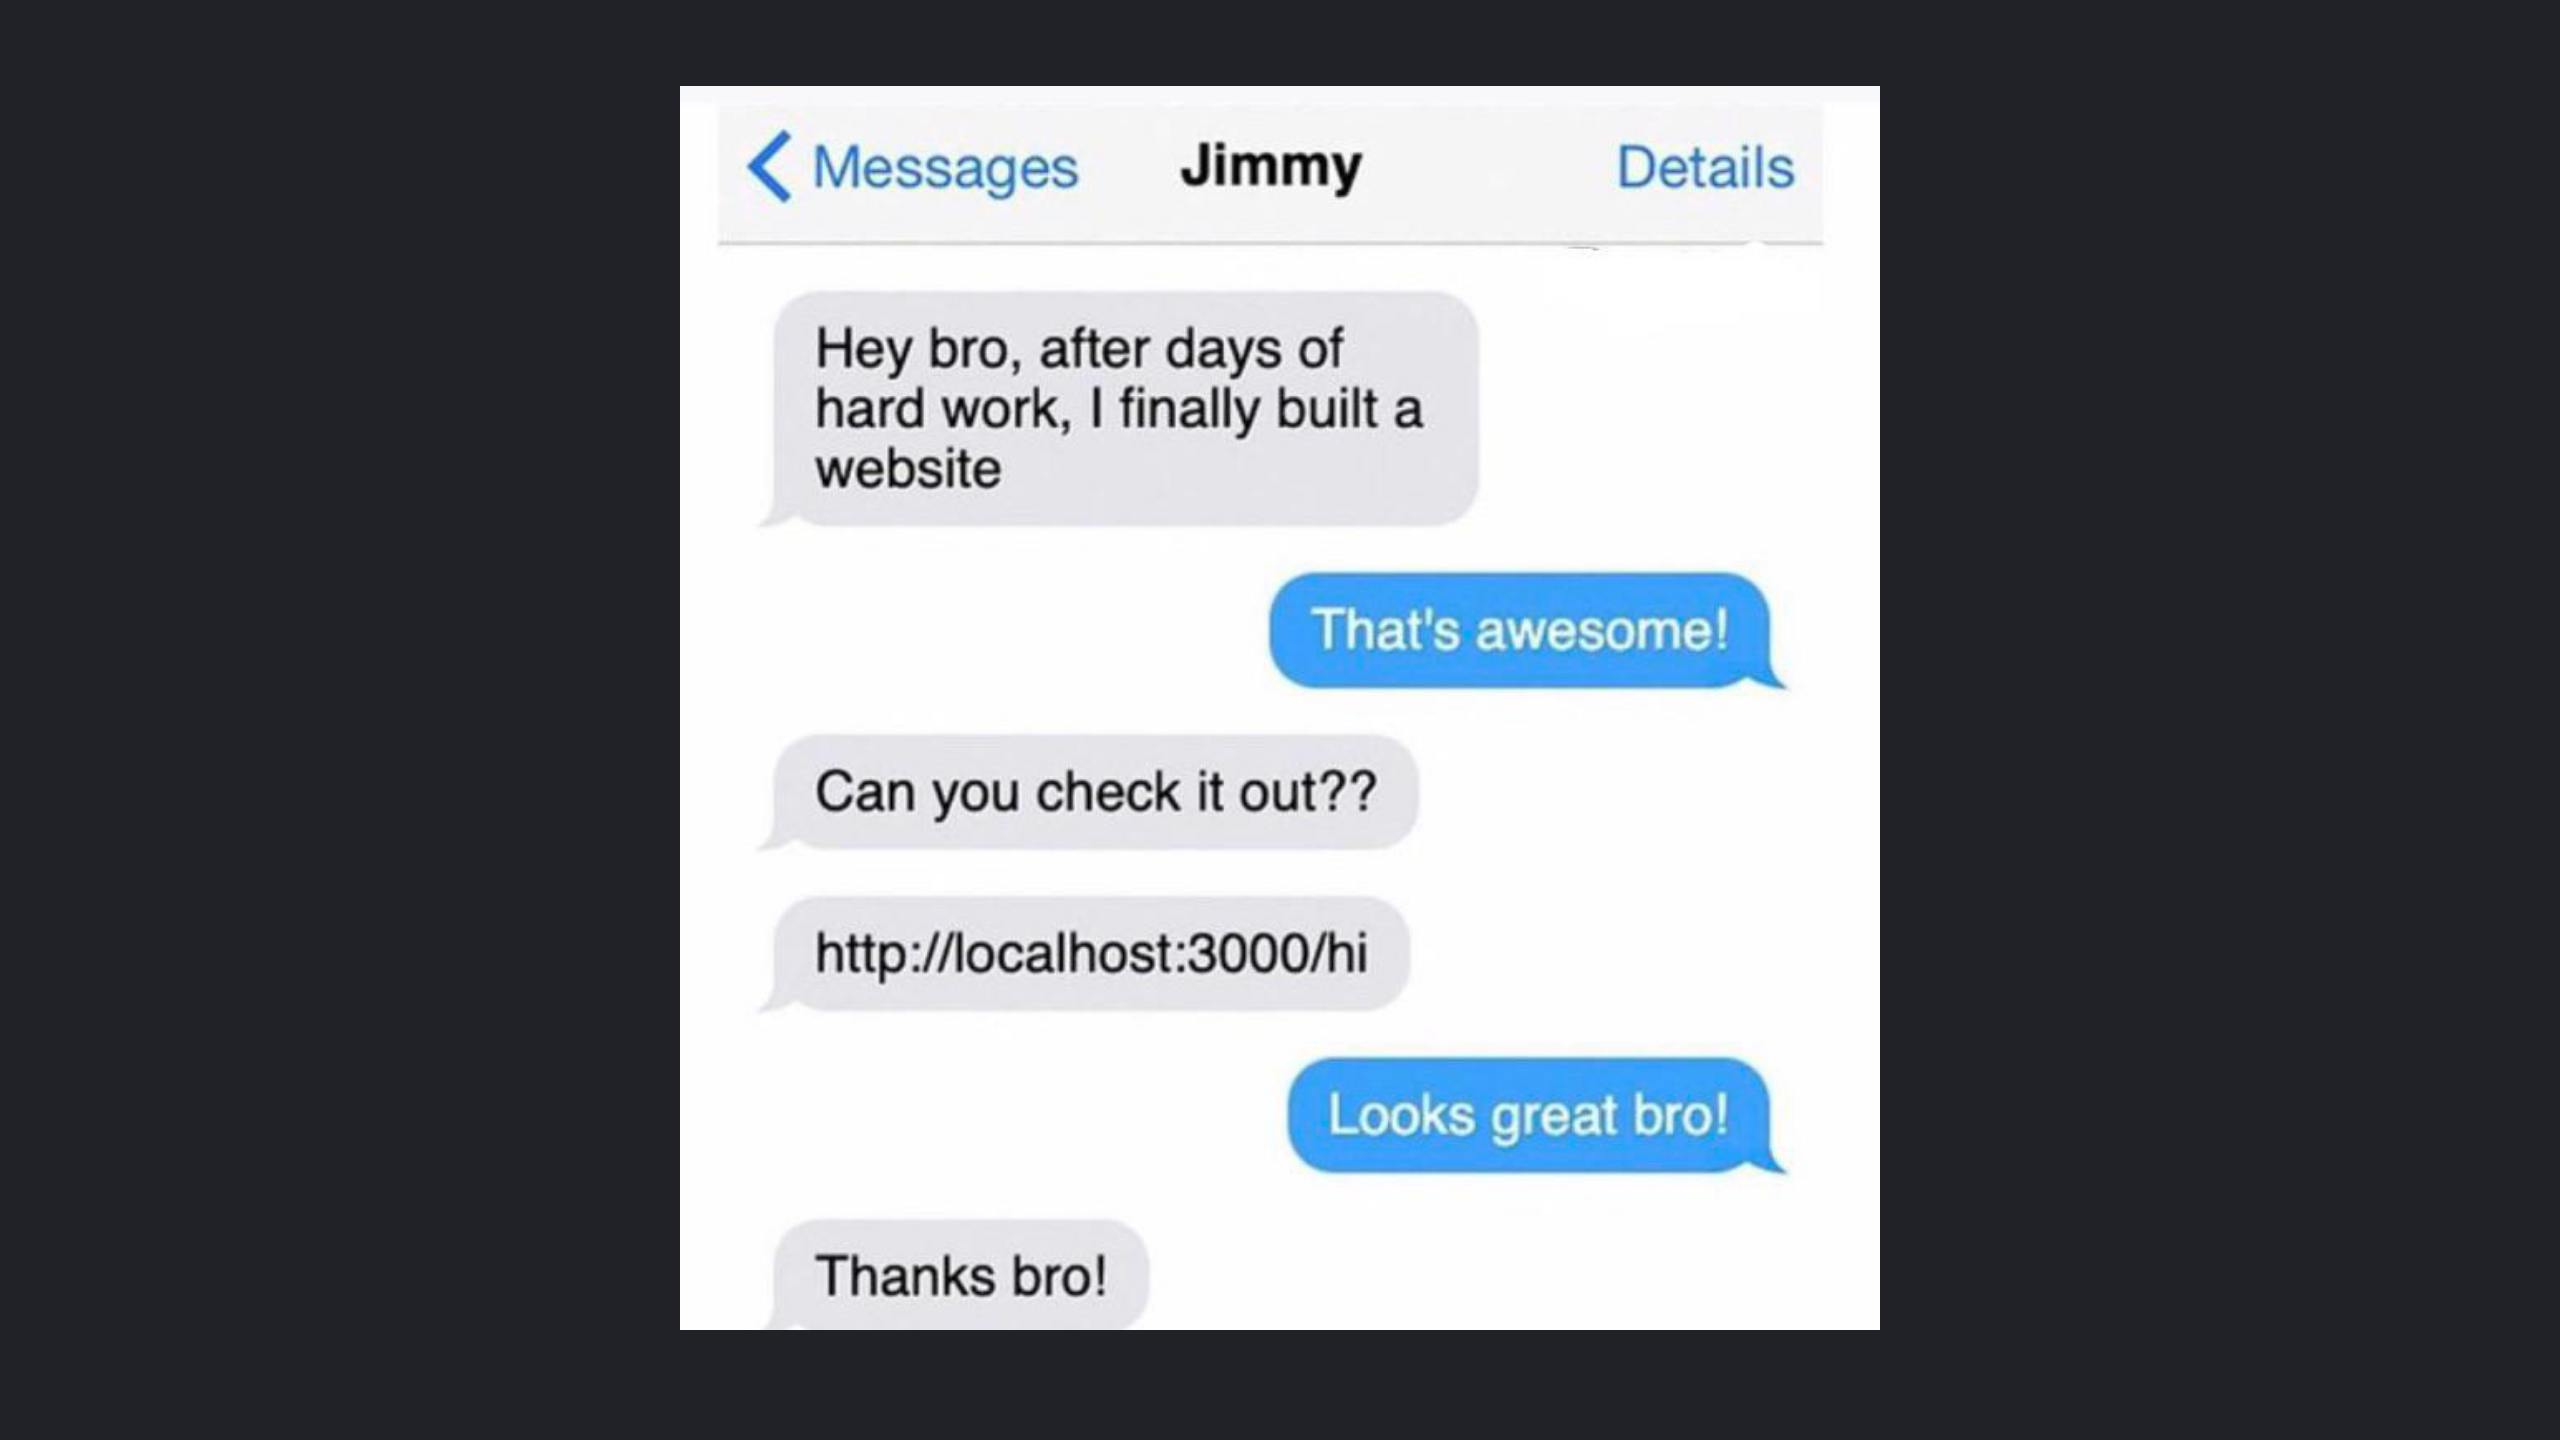 Messages Jimmy Details
Hey bro, after days of
hard work, I finally built a
website
That's awesome!
Can you check it out??
http://localhost:3000/hi
Looks great bro!
Thanks bro!